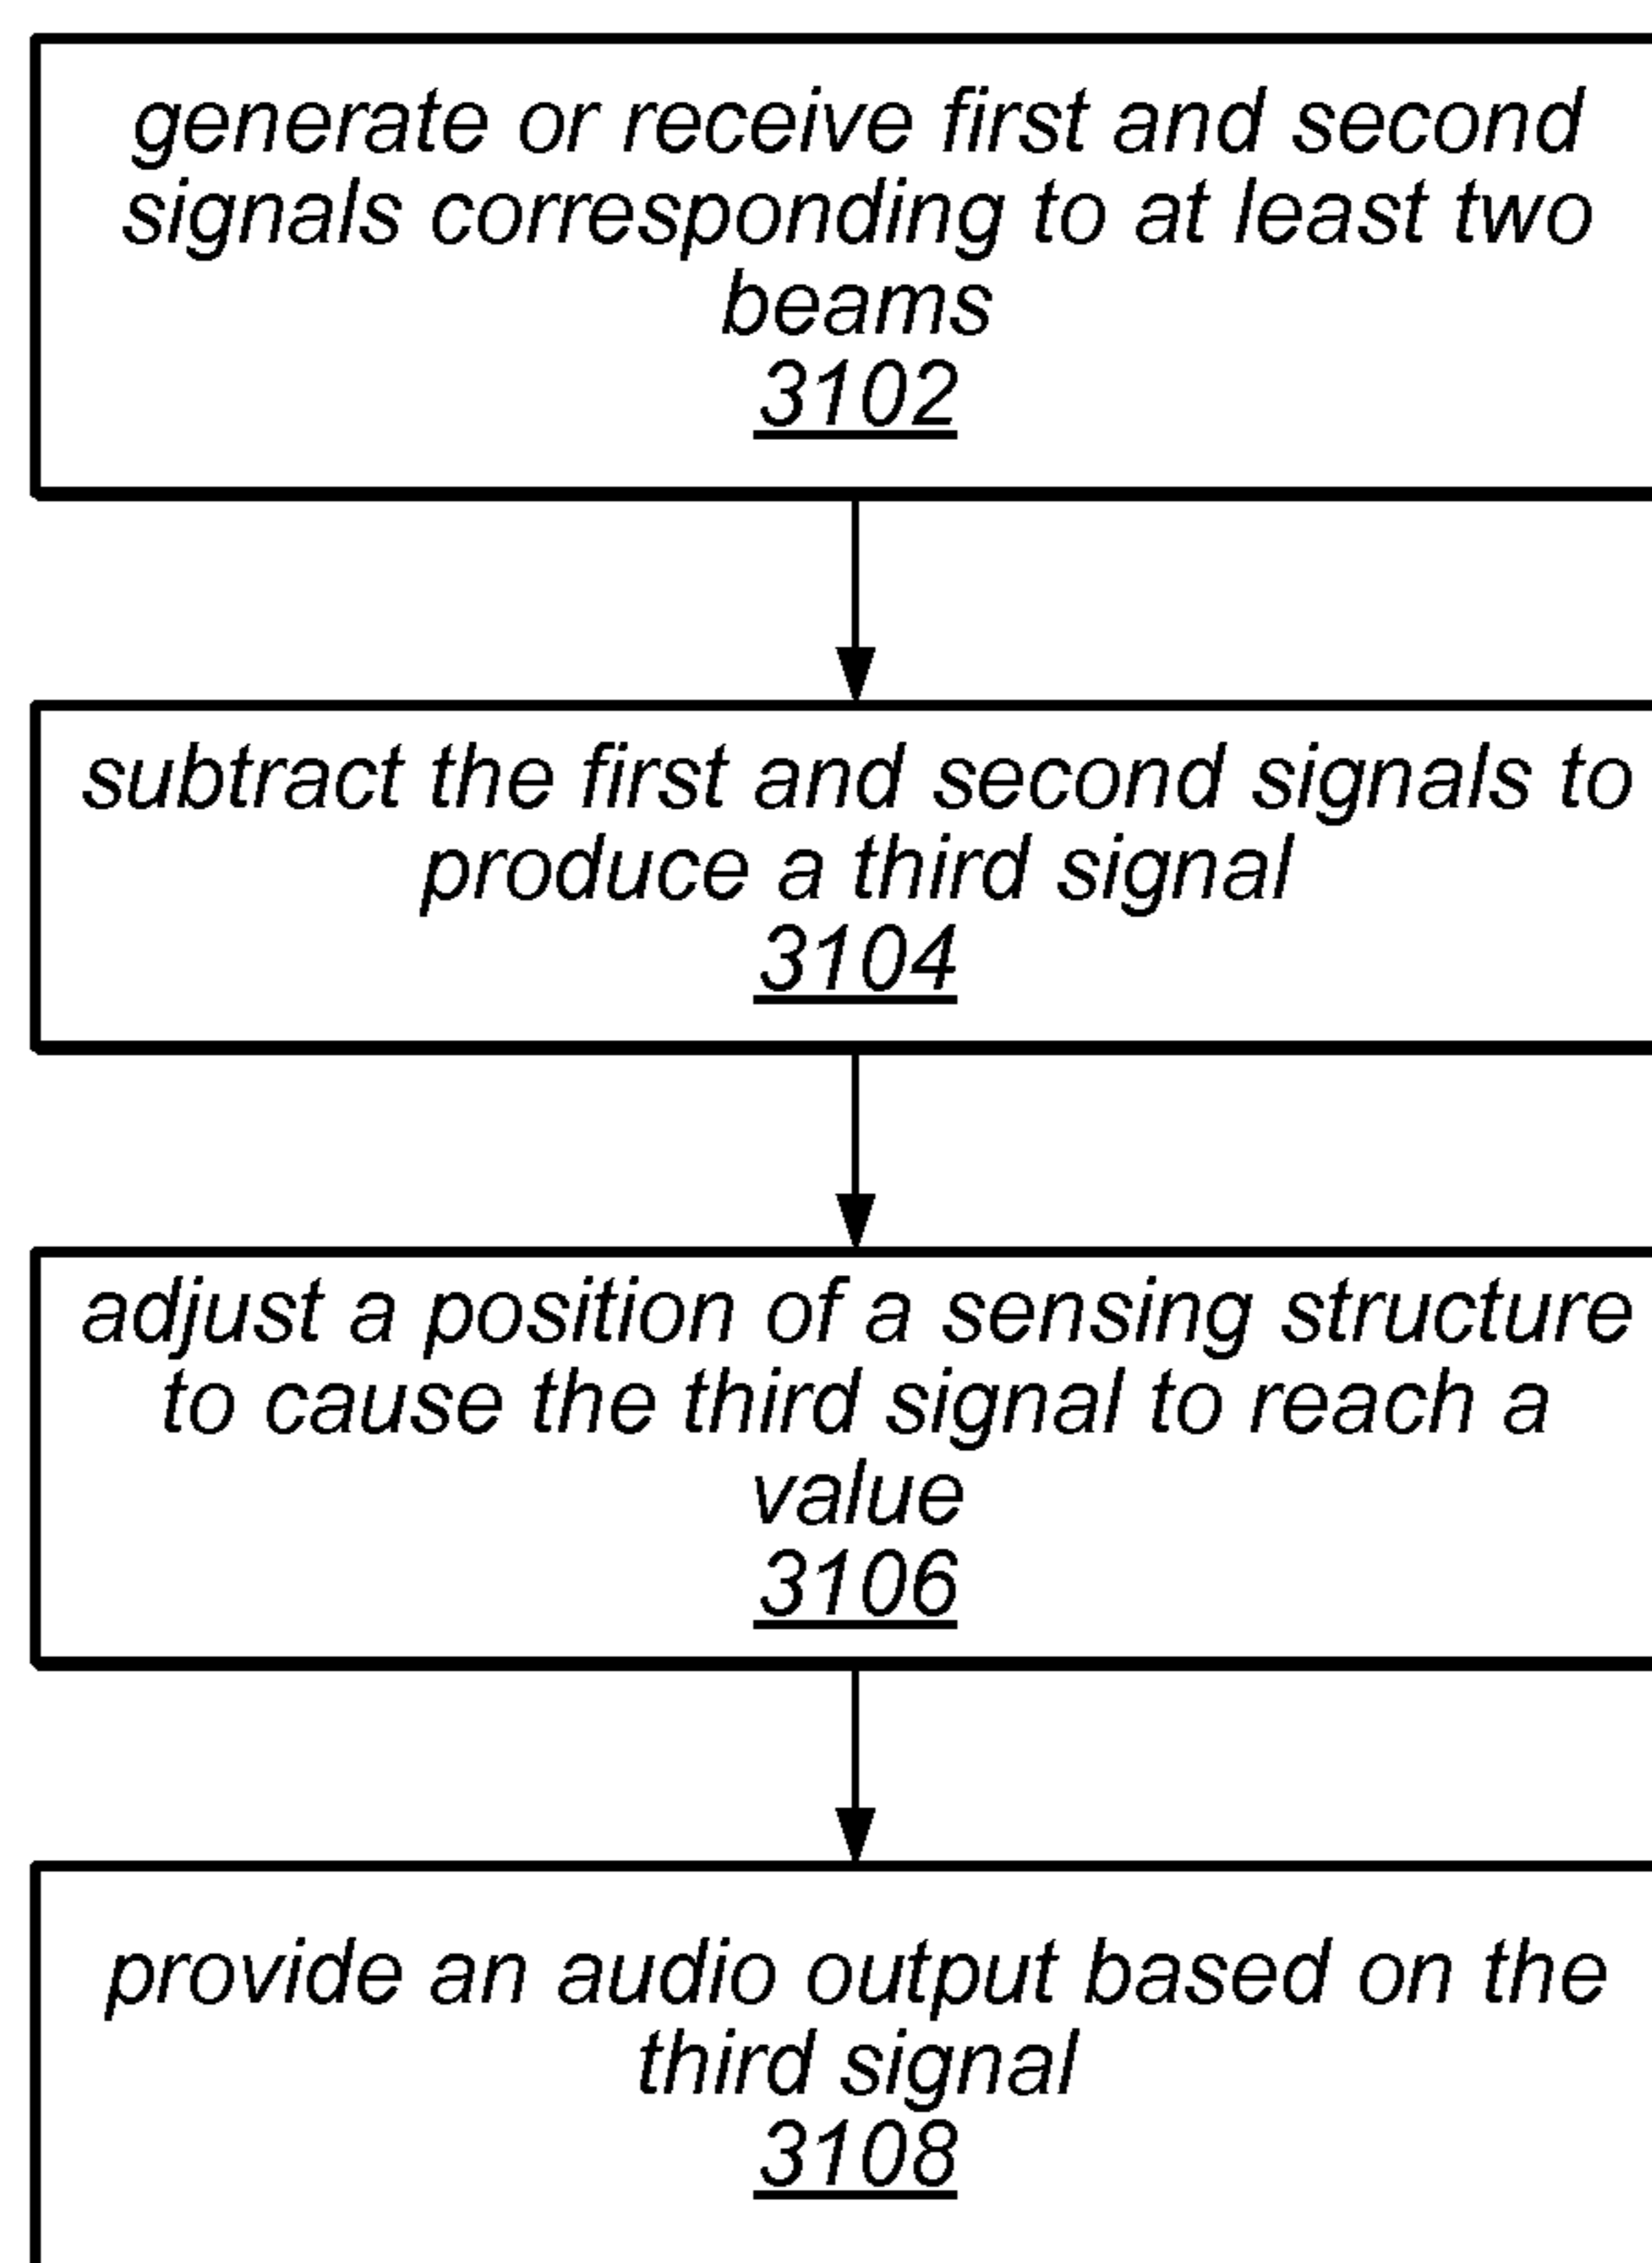 generate or receive first and second
signals corresponding to at least two
beams
3102
subtract the first and second signals to
produce a third signal
3104
adjust a position of a sensing structure
to cause the third signal to reach a
value
3106
provide an audio output based on the
third signal
3108